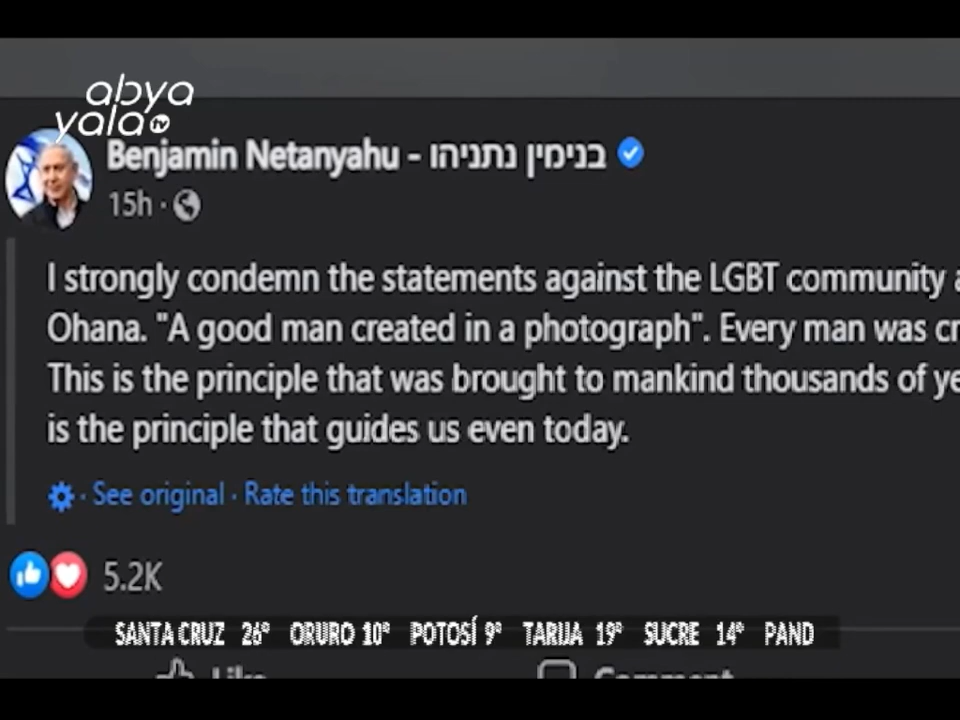 abya
yala tv
Benjamin Netanyahu - בנימין נתניהו
15h ·
I strongly condemn the statements against the LGBT community
Ohana. "A good man created in a photograph". Every man was
This is the principle that was brought to mankind thousands of
is the principle that guides us even today.
· See original · Rate this translation
5.2K
SANTA CRUZ 26° ORURO 10° POTOSÍ 9° TARIJA 19° SUCRE 14° PAND
Like Comment